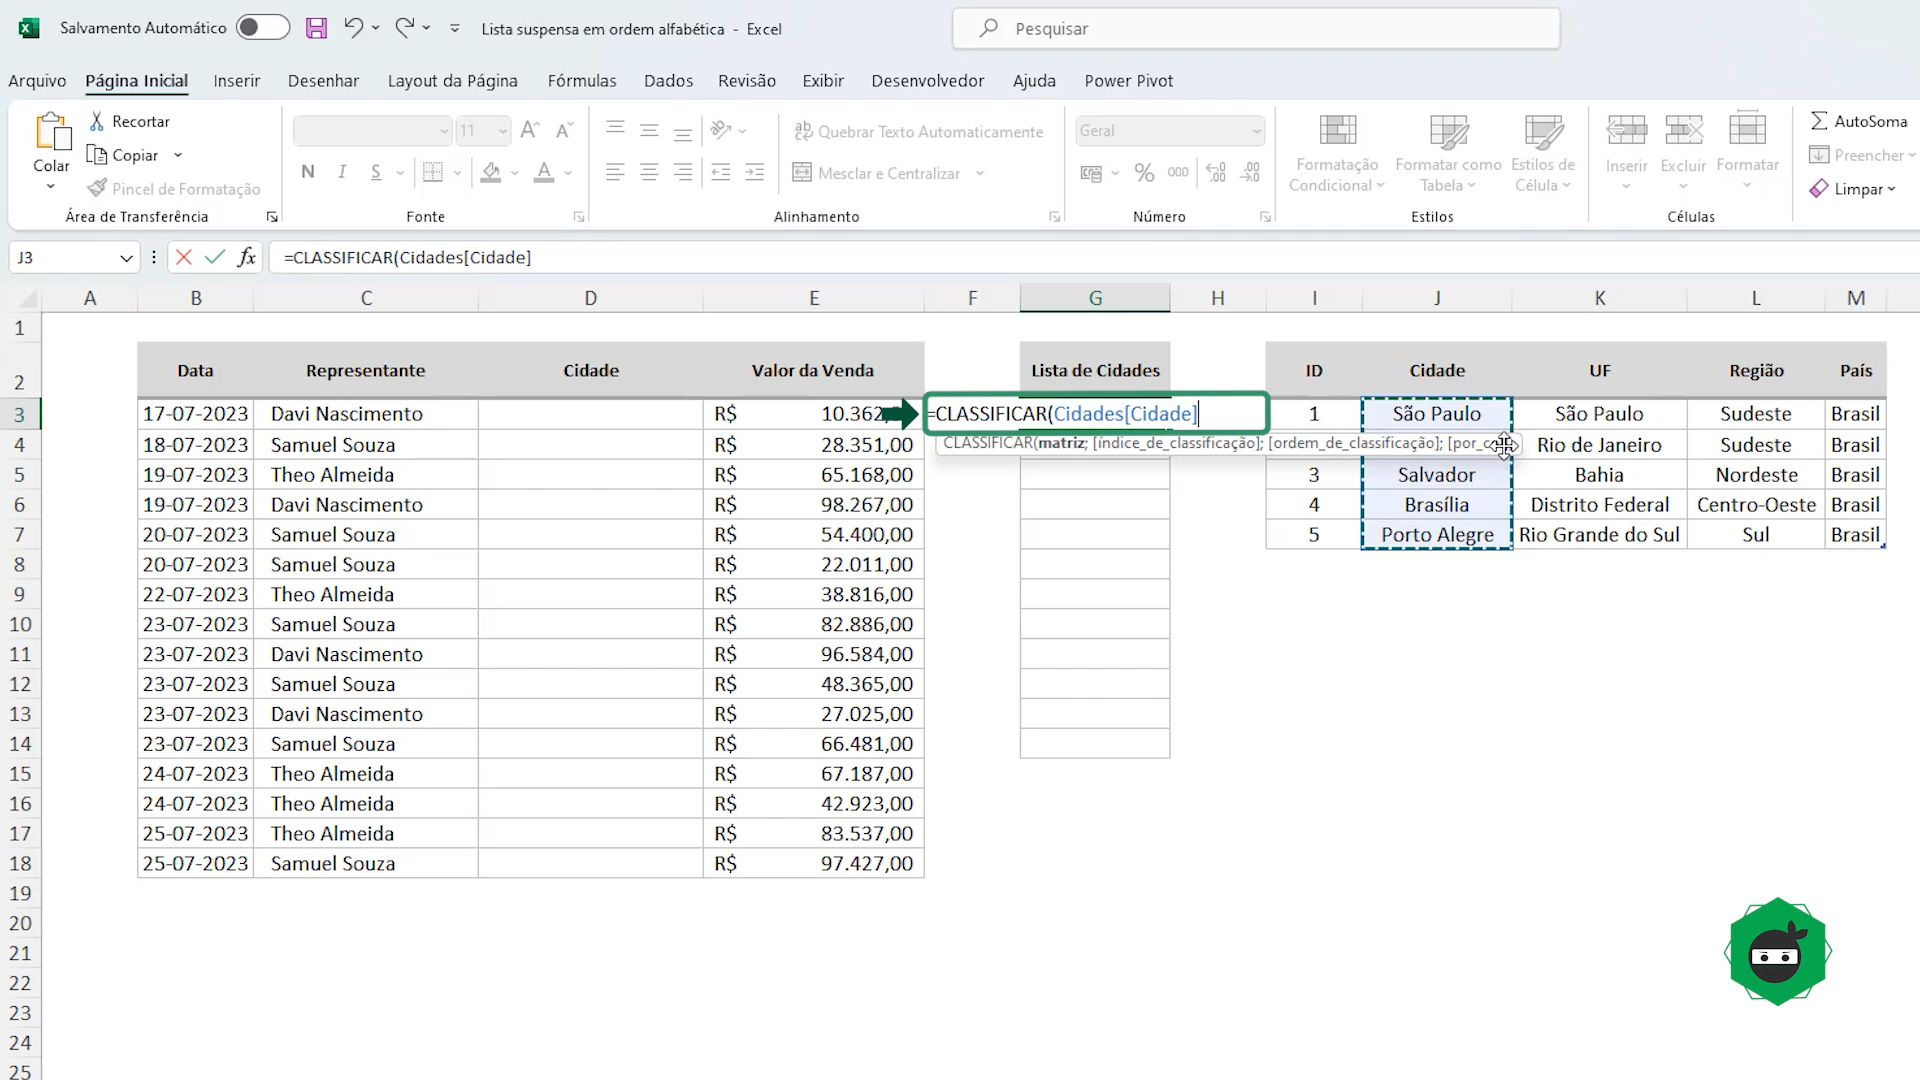 Salvamento Automático
Lista suspensa em ordem alfabética - Excel
Pesquisar
Arquivo Página Inicial Inserir Desenhar Layout da Página Fórmulas Dados Revisão Exibir Desenvolvedor Ajuda Power Pivot
Colar
Recortar
Copiar
Pincel de Formatação
Área de Transferência
11
A A
N I S
A
Fonte
ab
Quebrar Texto Automaticamente
Mesclar e Centralizar
Alinhamento
Geral
% 000
Número
Formatação Condicional
Formatar como Tabela
Estilos de Célula
Estilos
Inserir Excluir Formatar
Células
AutoSoma
Preencher
Limpar
J3 fx =CLASSIFICAR(Cidades[Cidade]
A B C D E F G H I J K L M
1
2 Data Representante Cidade Valor da Venda Lista de Cidades ID Cidade UF Região País
3 17-07-2023 Davi Nascimento R$ 10.362, =CLASSIFICAR(Cidades[Cidade] 1 São Paulo São Paulo Sudeste Brasil
CLASSIFICAR(matriz; [índice_de_classificação]; [ordem_de_classificação]; [por_c
4 18-07-2023 Samuel Souza R$ 28.351,00 Rio de Janeiro Sudeste Brasil
5 19-07-2023 Theo Almeida R$ 65.168,00 3 Salvador Bahia Nordeste Brasil
6 19-07-2023 Davi Nascimento R$ 98.267,00 4 Brasília Distrito Federal Centro-Oeste Brasil
7 20-07-2023 Samuel Souza R$ 54.400,00 5 Porto Alegre Rio Grande do Sul Sul Brasil
8 20-07-2023 Samuel Souza R$ 22.011,00
9 22-07-2023 Theo Almeida R$ 38.816,00
10 23-07-2023 Samuel Souza R$ 82.886,00
11 23-07-2023 Davi Nascimento R$ 96.584,00
12 23-07-2023 Samuel Souza R$ 48.365,00
13 23-07-2023 Davi Nascimento R$ 27.025,00
14 23-07-2023 Samuel Souza R$ 66.481,00
15 24-07-2023 Theo Almeida R$ 67.187,00
16 24-07-2023 Theo Almeida R$ 42.923,00
17 25-07-2023 Theo Almeida R$ 83.537,00
18 25-07-2023 Samuel Souza R$ 97.427,00
19
20
21
22
23
24
25